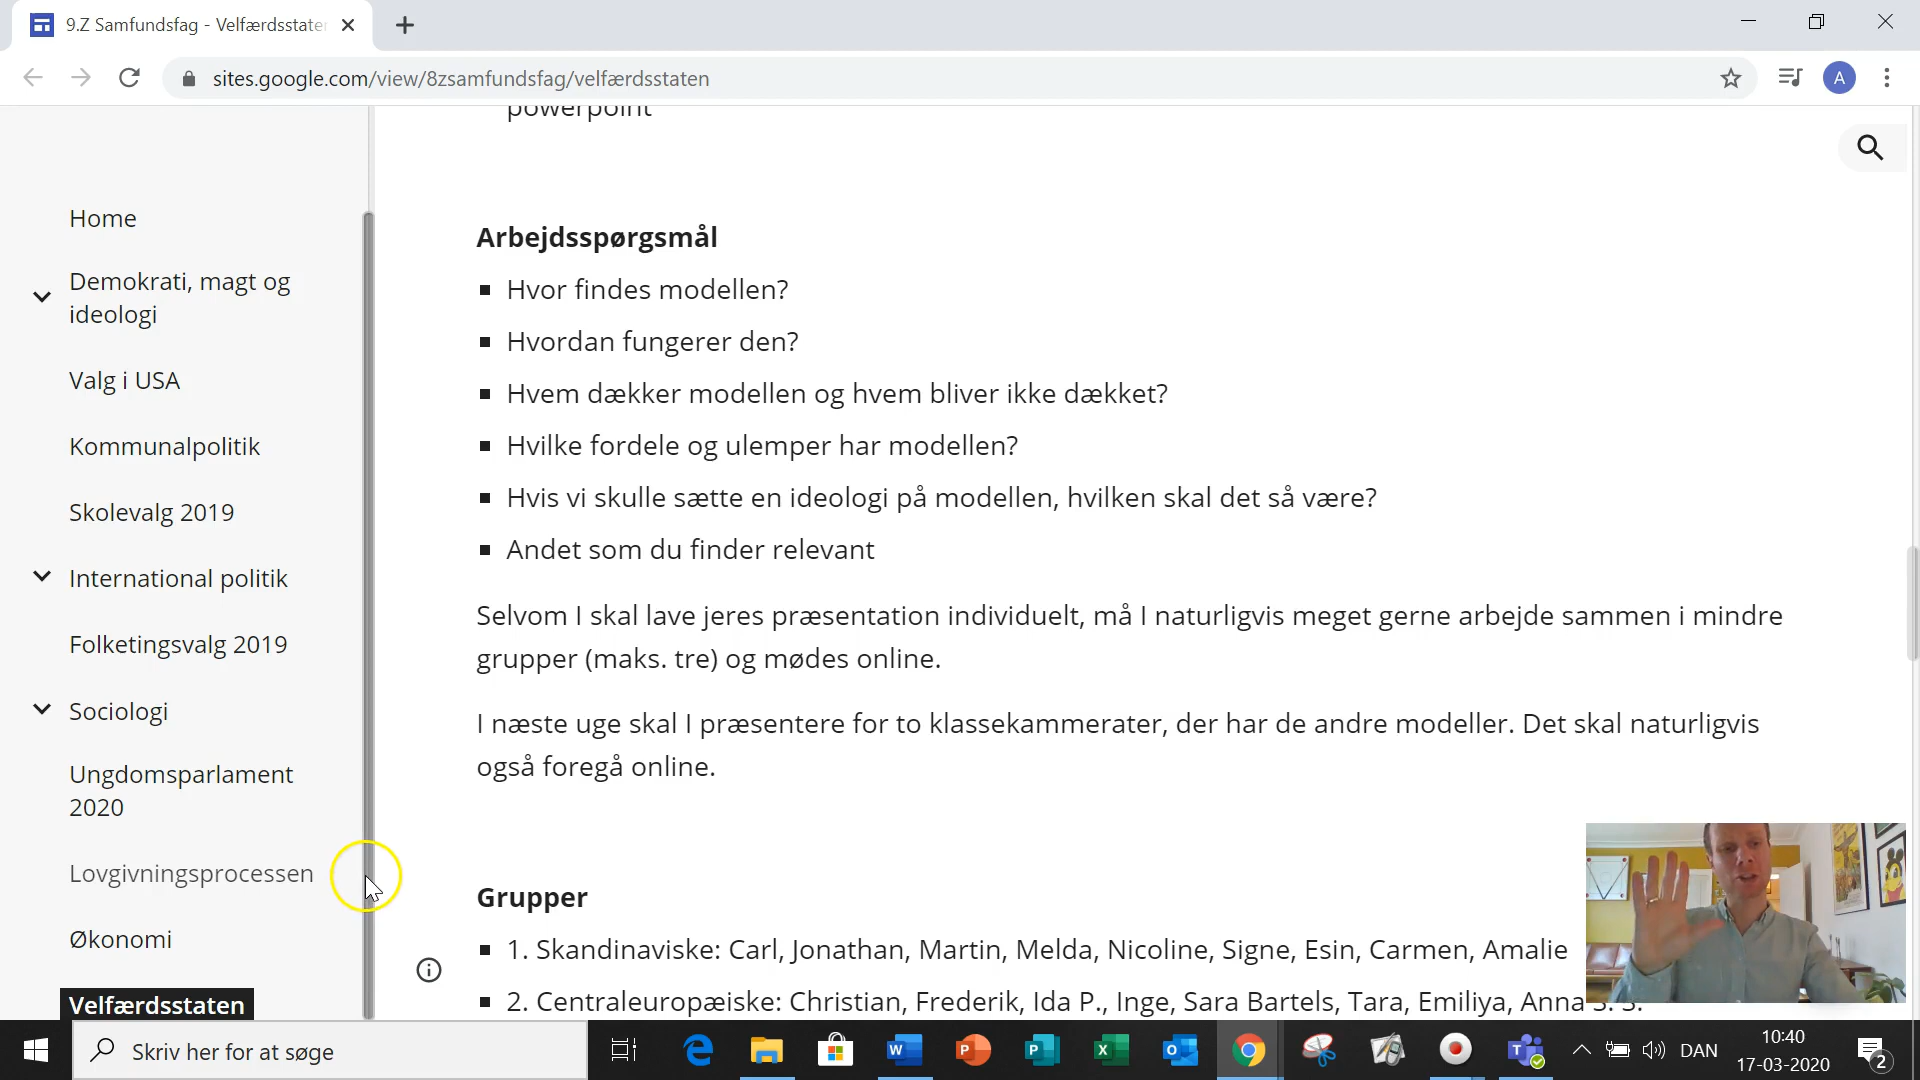 9.Z Samfundsfag - Velfærdsstaten
sites.google.com/view/8zsamfundsfag/velfærdsstaten
A
powerpoint
Home
Demokrati, magt og
ideologi
Valg i USA
Kommunalpolitik
Skolevalg 2019
International politik
Folketingsvalg 2019
Sociologi
Ungdomsparlament
2020
Lovgivningsprocessen
Økonomi
Velfærdsstaten
Arbejdsspørgsmål
Hvor findes modellen?
Hvordan fungerer den?
Hvem dækker modellen og hvem bliver ikke dækket?
Hvilke fordele og ulemper har modellen?
Hvis vi skulle sætte en ideologi på modellen, hvilken skal det så være?
Andet som du finder relevant
Selvom I skal lave jeres præsentation individuelt, må I naturligvis meget gerne arbejde sammen i mindre
grupper (maks. tre) og mødes online.
I næste uge skal I præsentere for to klassekammerater, der har de andre modeller. Det skal naturligvis
også foregå online.
Grupper
1. Skandinaviske: Carl, Jonathan, Martin, Melda, Nicoline, Signe, Esin, Carmen, Amalie
2. Centraleuropæiske: Christian, Frederik, Ida P., Inge, Sara Bartels, Tara, Emiliya, Anna S. S.
Skriv her for at søge
DAN
10:40
17-03-2020
2